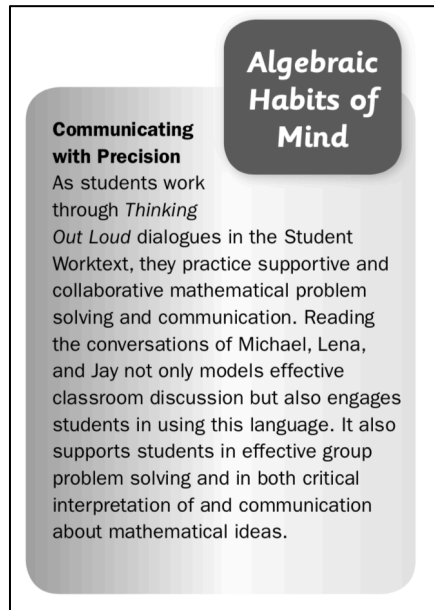 Algebraic
Habits of
Mind
Communicating
with Precision
As students work
through Thinking
Out Loud dialogues in the Student
Worktext, they practice supportive and
collaborative mathematical problem
solving and communication. Reading
the conversations of Michael, Lena,
and Jay not only models effective
classroom discussion but also engages
students in using this language. It also
supports students in effective group
problem solving and in both critical
interpretation of and communication
about mathematical ideas.